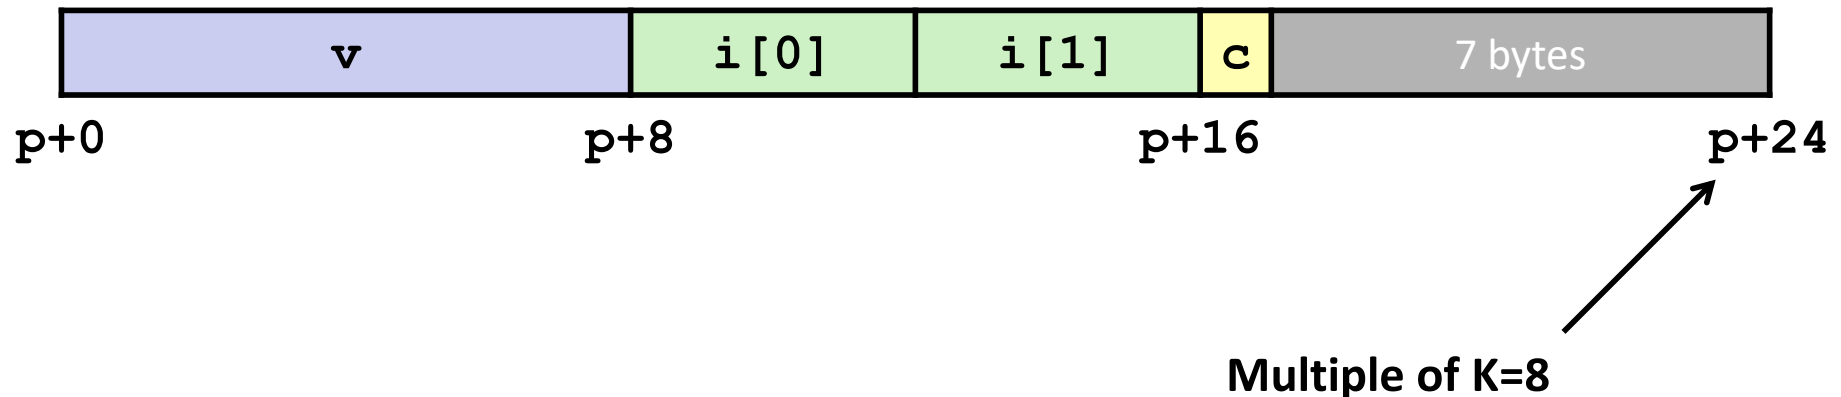 v i[0] i[1] c 7 bytes
p+0 p+8 p+16 p+24
Multiple of K=8